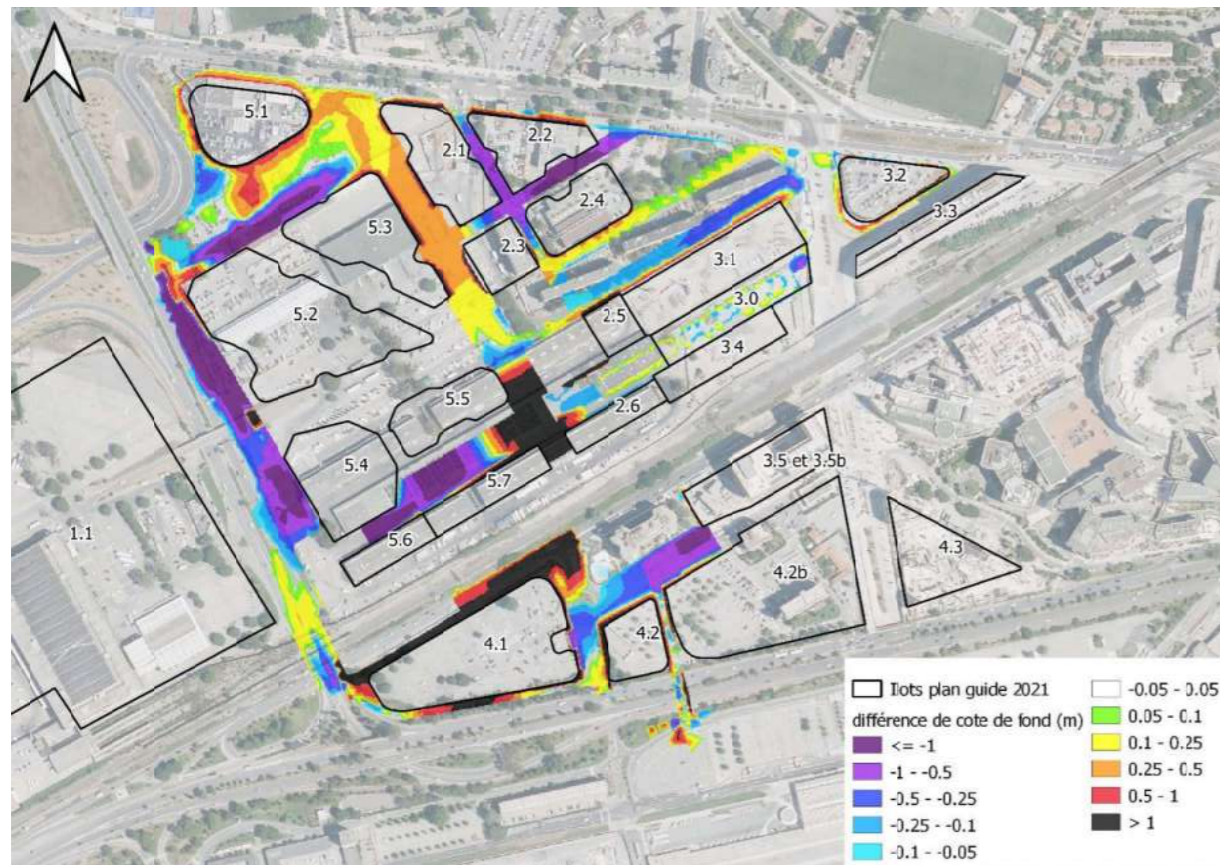 5.1
2.2
2.1
3.2
2.4
3.3
5.3
2.3
3.1
5.2
3.0
2.5
3.4
5.5
2.6
5.4
3.5 et 3.5b
5.7
1.1
5.6
4.3
4.2b
4.2
4.1
Ilots plan guide 2021
différence de cote de fond (m)
<= -1
-1 - -0.5
-0.5 - -0.25
-0.25 - -0.1
-0.1 - -0.05
-0.05 - 0.05
0.05 - 0.1
0.1 - 0.25
0.25 - 0.5
0.5 - 1
> 1